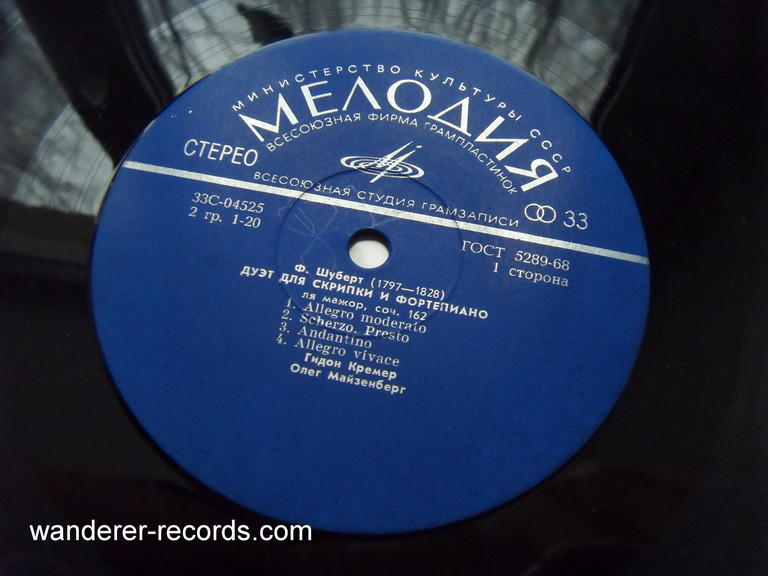 МИНИСТЕРСТВО КУЛЬТУРЫ СССР
МЕЛОДИЯ
ВСЕСОЮЗНАЯ ФИРМА ГРАМПЛАСТИНОК
СТЕРЕО
ВСЕСОЮЗНАЯ СТУДИЯ ГРАМЗАПИСИ
33
33С-04525
2 гр. 1-20
ГОСТ 5289-68
1 сторона
Ф. Шуберт (1797—1828)
ДУЭТ ДЛЯ СКРИПКИ И ФОРТЕПИАНО
ля мажор, соч. 162
1. Allegro moderato
2. Scherzo. Presto
3. Andantino
4. Allegro vivace
Гидон Кремер
Олег Майзенберг
wanderer-records.com